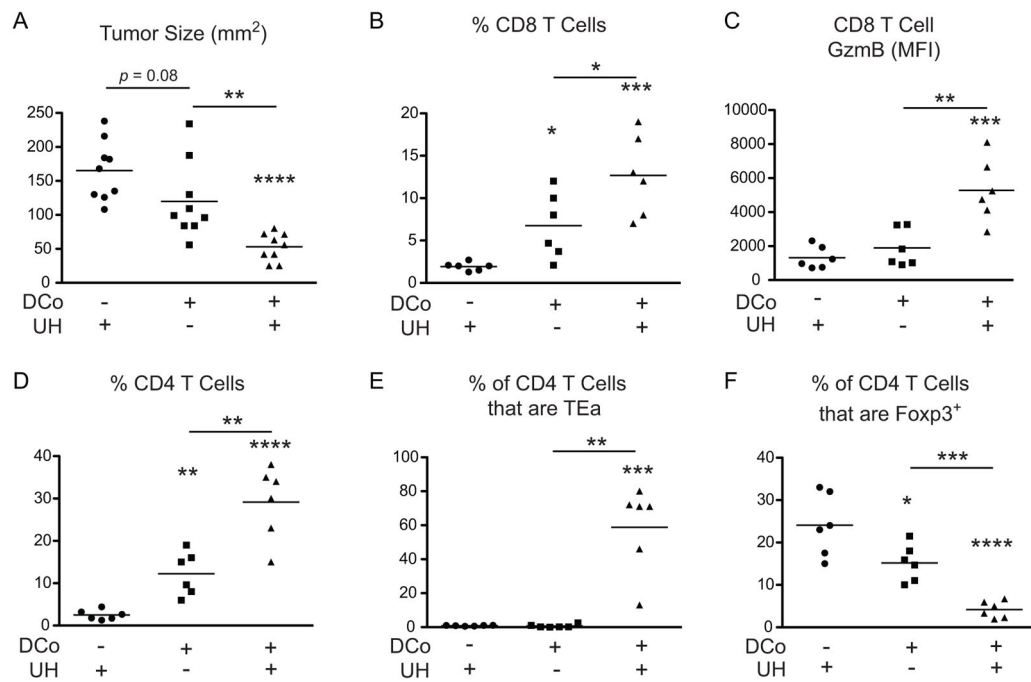 A
Tumor Size (mm²)
p = 0.08
**
****
250
200
150
100
50
0
DCo - + +
UH + - +
B
% CD8 T Cells
*
***
*
20
15
10
5
0
DCo - + +
UH + - +
C
CD8 T Cell
GzmB (MFI)
**
***
10000
8000
6000
4000
2000
0
DCo - + +
UH + - +
D
% CD4 T Cells
**
****
**
40
30
20
10
0
DCo - + +
UH + - +
E
% of CD4 T Cells
that are TEa
**
***
100
80
60
40
20
0
DCo - + +
UH + - +
F
% of CD4 T Cells
that are Foxp3⁺
***
*
****
40
30
20
10
0
DCo - + +
UH + - +